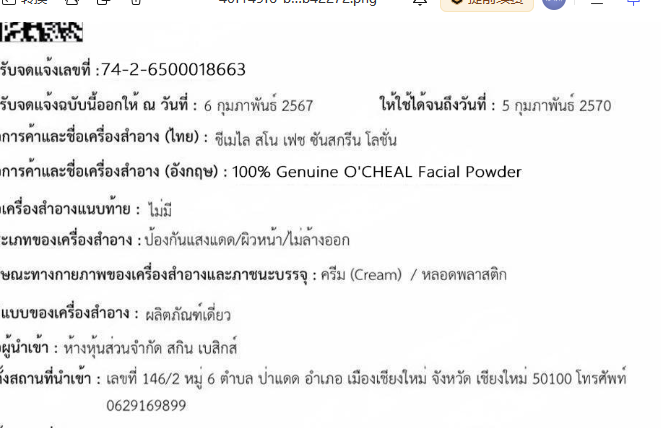 转换
รับจดแจ้งเลขที่ :74-2-6500018663
รับจดแจ้งฉบับนี้ออกให้ ณ วันที่ : 6 กุมภาพันธ์ 2567 ให้ใช้ได้จนถึงวันที่ : 5 กุมภาพันธ์ 2570
อการค้าและชื่อเครื่องสำอาง (ไทย) : ชีเมไล สโน เฟช ซันสกรีน โลชั่น
อการค้าและชื่อเครื่องสำอาง (อังกฤษ) : 100% Genuine O'CHEAL Facial Powder
อเครื่องสำอางแนบท้าย : ไม่มี
ะเภทของเครื่องสำอาง : ป้องกันแสงแดด/ผิวหน้า/ไม่ล้างออก
ษณะทางกายภาพของเครื่องสำอางและภาชนะบรรจุ : ครีม (Cream) / หลอดพลาสติก
แบบของเครื่องสำอาง : ผลิตภัณฑ์เดี่ยว
อผู้นำเข้า : ห้างหุ้นส่วนจำกัด สกิน เบสิกส์
ั้งสถานที่นำเข้า : เลขที่ 146/2 หมู่ 6 ตำบล ป่าแดด อำเภอ เมืองเชียงใหม่ จังหวัด เชียงใหม่ 50100 โทรศัพท์
0629169899